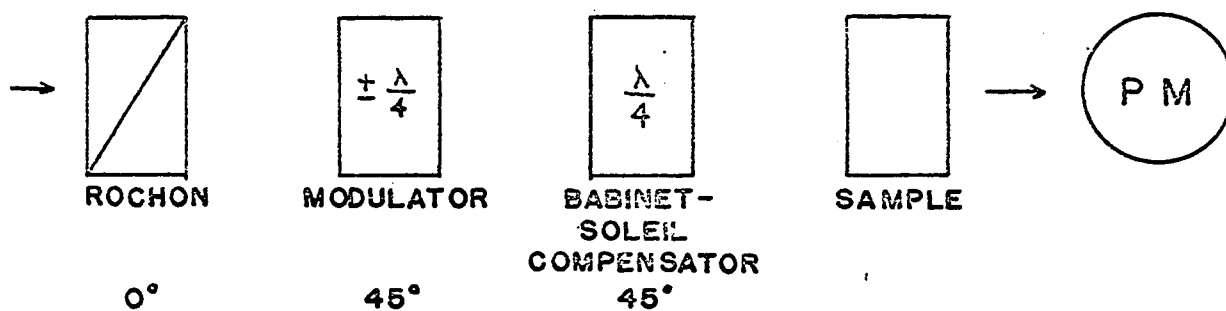 ± λ/4
λ/4
P M
ROCHON
MODULATOR
BABINET-
SOLEIL
COMPENSATOR
SAMPLE
0°
45°
45°